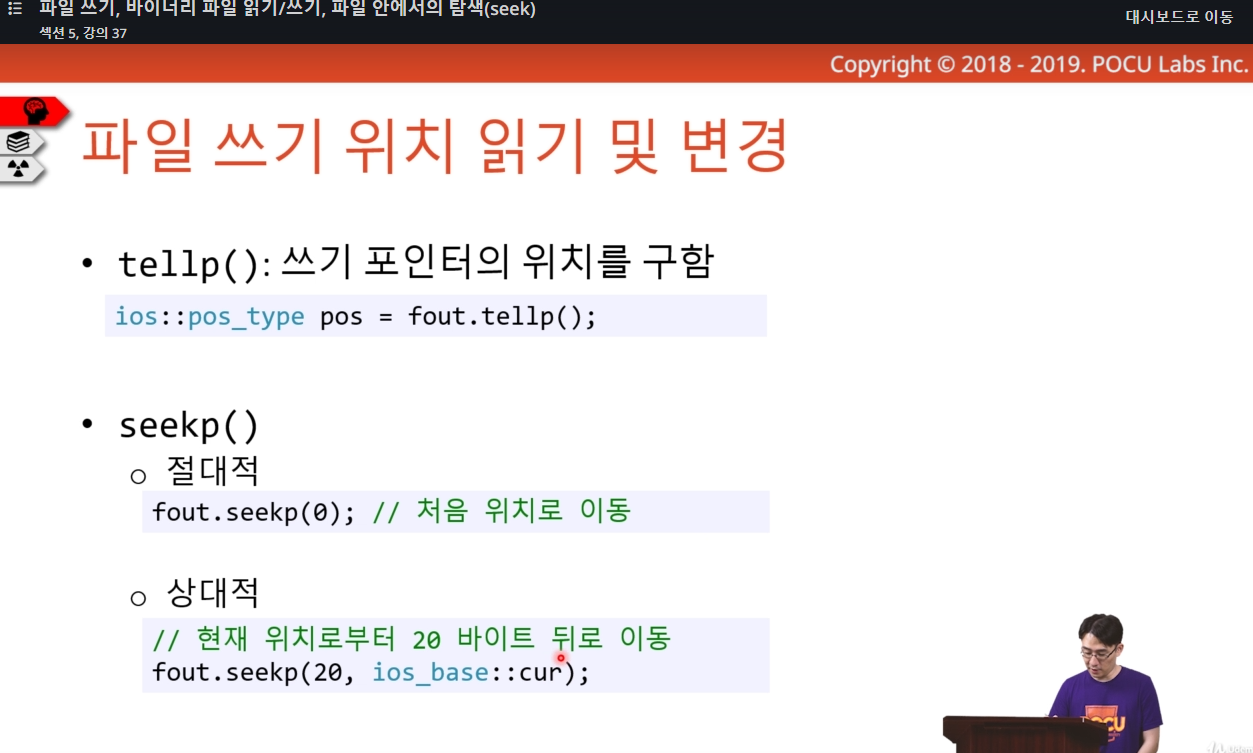 파일 쓰기, 바이너리 파일 읽기/쓰기, 파일 안에서의 탐색(seek)
섹션 5, 강의 37
대시보드로 이동
Copyright © 2018 - 2019. POCU Labs Inc.
파일 쓰기 위치 읽기 및 변경
• tellp(): 쓰기 포인터의 위치를 구함
ios::pos_type pos = fout.tellp();
• seekp()
o 절대적
fout.seekp(0); // 처음 위치로 이동
o 상대적
// 현재 위치로부터 20 바이트 뒤로 이동
fout.seekp(20, ios_base::cur);